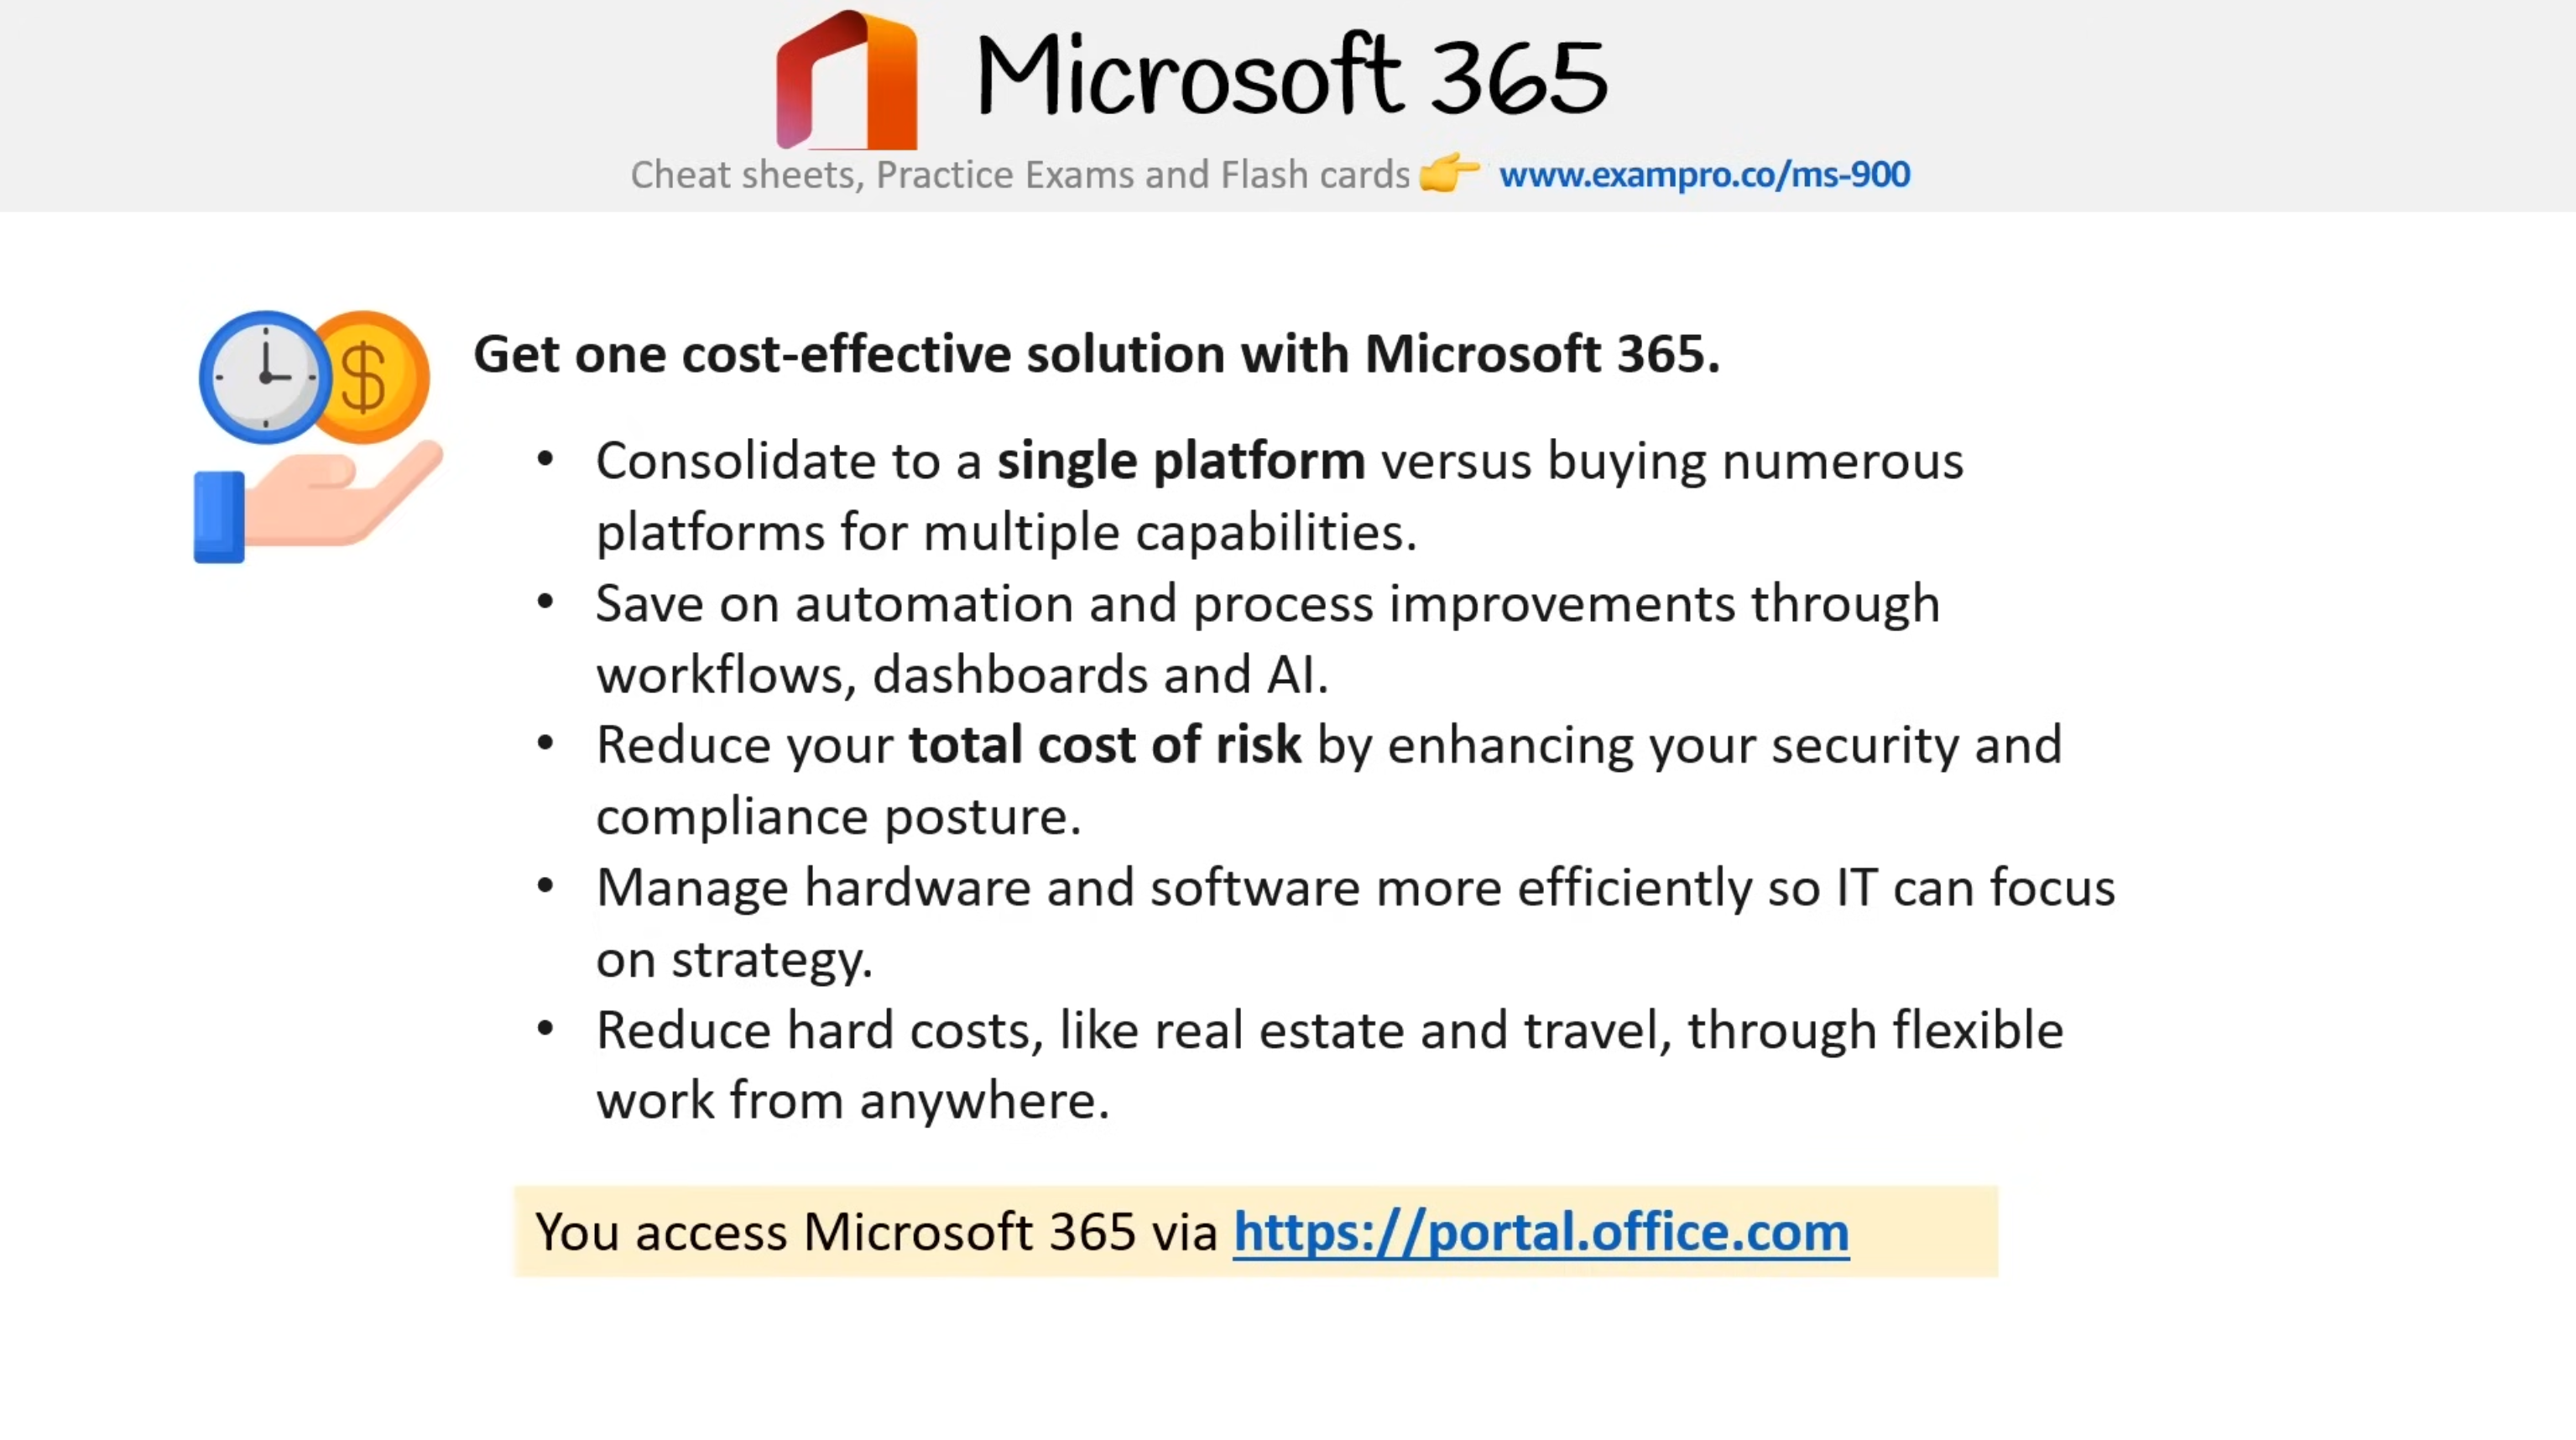 Microsoft 365
Cheat sheets, Practice Exams and Flash cards www.exampro.co/ms-900
Get one cost-effective solution with Microsoft 365.
• Consolidate to a single platform versus buying numerous
platforms for multiple capabilities.
• Save on automation and process improvements through
workflows, dashboards and AI.
• Reduce your total cost of risk by enhancing your security and
compliance posture.
• Manage hardware and software more efficiently so IT can focus
on strategy.
• Reduce hard costs, like real estate and travel, through flexible
work from anywhere.
You access Microsoft 365 via https://portal.office.com